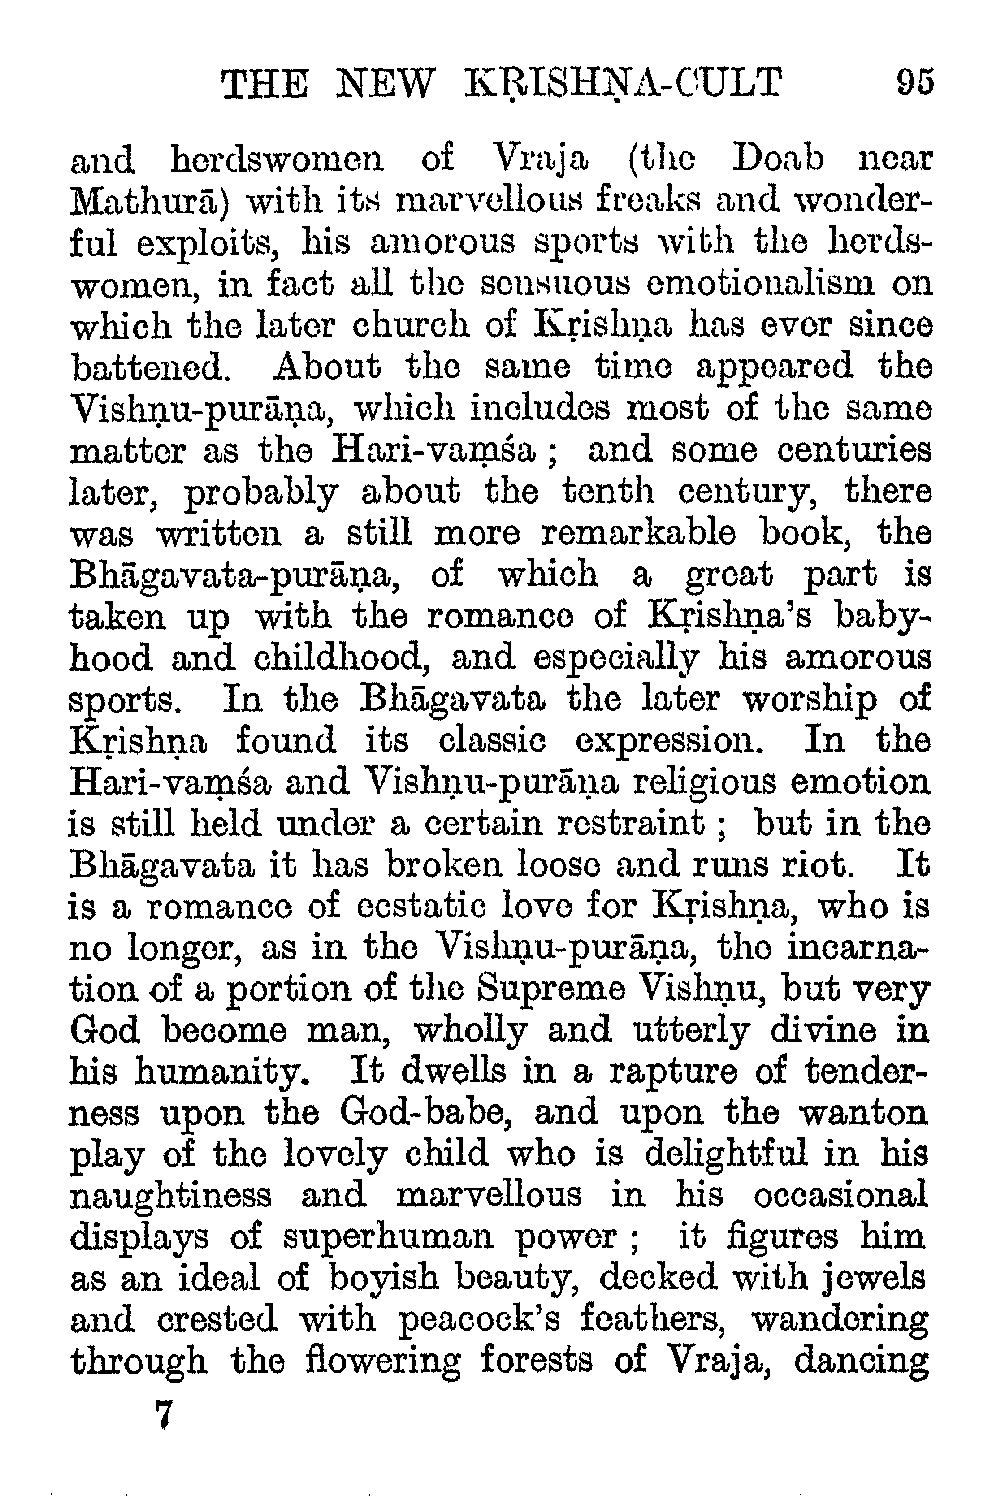 THE NEW KṚISHṆA-CULT 95
and herdswomen of Vraja (the Doab near
Mathurā) with its marvellous freaks and wonder-
ful exploits, his amorous sports with the herds-
women, in fact all the sensuous emotionalism on
which the later church of Kṛishṇa has ever since
battened. About the same time appeared the
Vishṇu-purāṇa, which includes most of the same
matter as the Hari-vaṃśa ; and some centuries
later, probably about the tenth century, there
was written a still more remarkable book, the
Bhāgavata-purāṇa, of which a great part is
taken up with the romance of Kṛishṇa's baby-
hood and childhood, and especially his amorous
sports. In the Bhāgavata the later worship of
Kṛishṇa found its classic expression. In the
Hari-vaṃśa and Vishṇu-purāṇa religious emotion
is still held under a certain restraint ; but in the
Bhāgavata it has broken loose and runs riot. It
is a romance of ecstatic love for Kṛishṇa, who is
no longer, as in the Vishṇu-purāṇa, the incarna-
tion of a portion of the Supreme Vishṇu, but very
God become man, wholly and utterly divine in
his humanity. It dwells in a rapture of tender-
ness upon the God-babe, and upon the wanton
play of the lovely child who is delightful in his
naughtiness and marvellous in his occasional
displays of superhuman power ; it figures him
as an ideal of boyish beauty, decked with jewels
and crested with peacock's feathers, wandering
through the flowering forests of Vraja, dancing
7